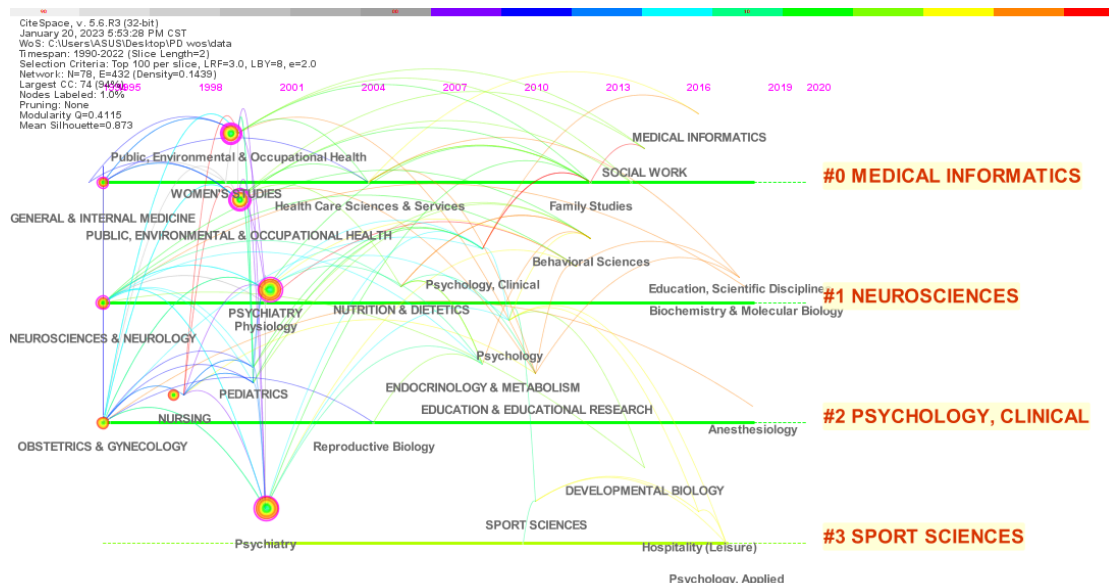 CiteSpace, v. 5.6.R3 (32-bit)
January 20, 2023 5:53:28 PM CST
WoS: C:\Users\ASUS\Desktop\PD wos\data
Timespan: 1990-2022 (Slice Length=2)
Selection Criteria: Top 100 per slice, LRF=3.0, LBY=8, e=2.0
Network: N=78, E=432 (Density=0.1439)
Largest CC: 74 (94%)
Nodes Labeled: 1.0%
Pruning: None
Modularity Q=0.4115
Mean Silhouette=0.873
1995 1998 2001 2004 2007 2010 2013 2016 2019 2020
MEDICAL INFORMATICS
Public, Environmental & Occupational Health
SOCIAL WORK
#0 MEDICAL INFORMATICS
WOMEN'S STUDIES
Health Care Sciences & Services
Family Studies
GENERAL & INTERNAL MEDICINE
PUBLIC, ENVIRONMENTAL & OCCUPATIONAL HEALTH
Behavioral Sciences
Psychology, Clinical
Education, Scientific Discipline
#1 NEUROSCIENCES
PSYCHIATRY
NUTRITION & DIETETICS
Biochemistry & Molecular Biology
Physiology
NEUROSCIENCES & NEUROLOGY
Psychology
PEDIATRICS
ENDOCRINOLOGY & METABOLISM
NURSING
EDUCATION & EDUCATIONAL RESEARCH
#2 PSYCHOLOGY, CLINICAL
Anesthesiology
OBSTETRICS & GYNECOLOGY
Reproductive Biology
DEVELOPMENTAL BIOLOGY
SPORT SCIENCES
#3 SPORT SCIENCES
Psychiatry
Hospitality (Leisure)
Psychology, Applied